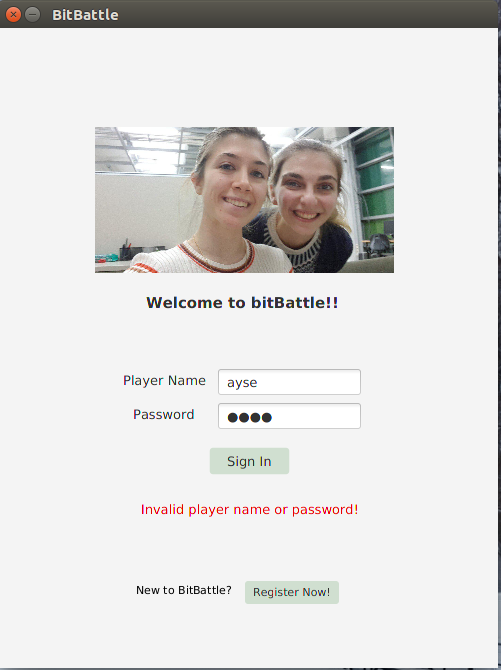 BitBattle
Welcome to bitBattle!!
Player Name ayse
Password ●●●●
Sign In
Invalid player name or password!
New to BitBattle? Register Now!